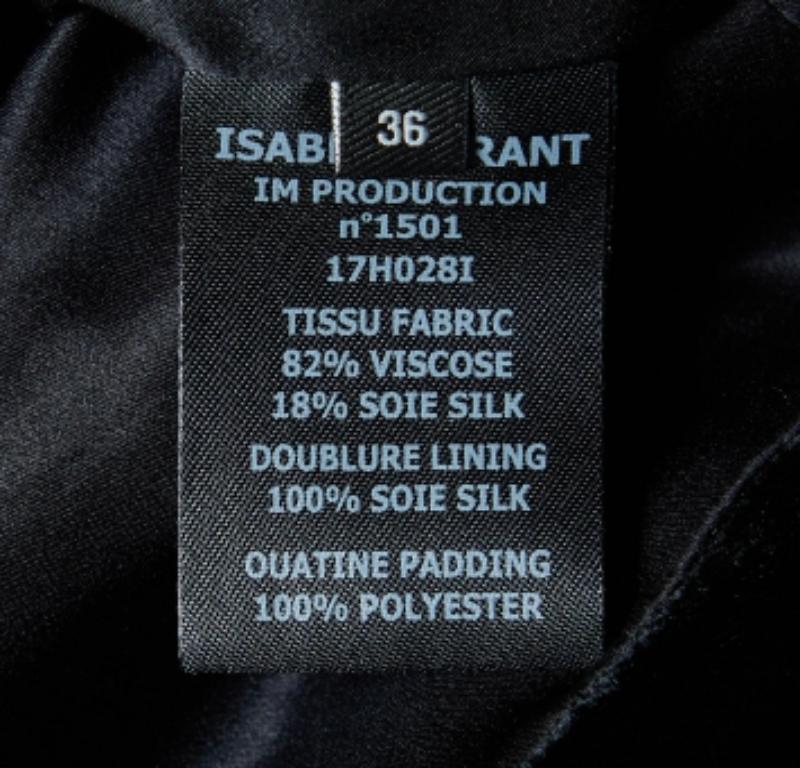 36
ISAB RANT
IM PRODUCTION
n°1501
17H028I
TISSU FABRIC
82% VISCOSE
18% SOIE SILK
DOUBLURE LINING
100% SOIE SILK
OUATINE PADDING
100% POLYESTER